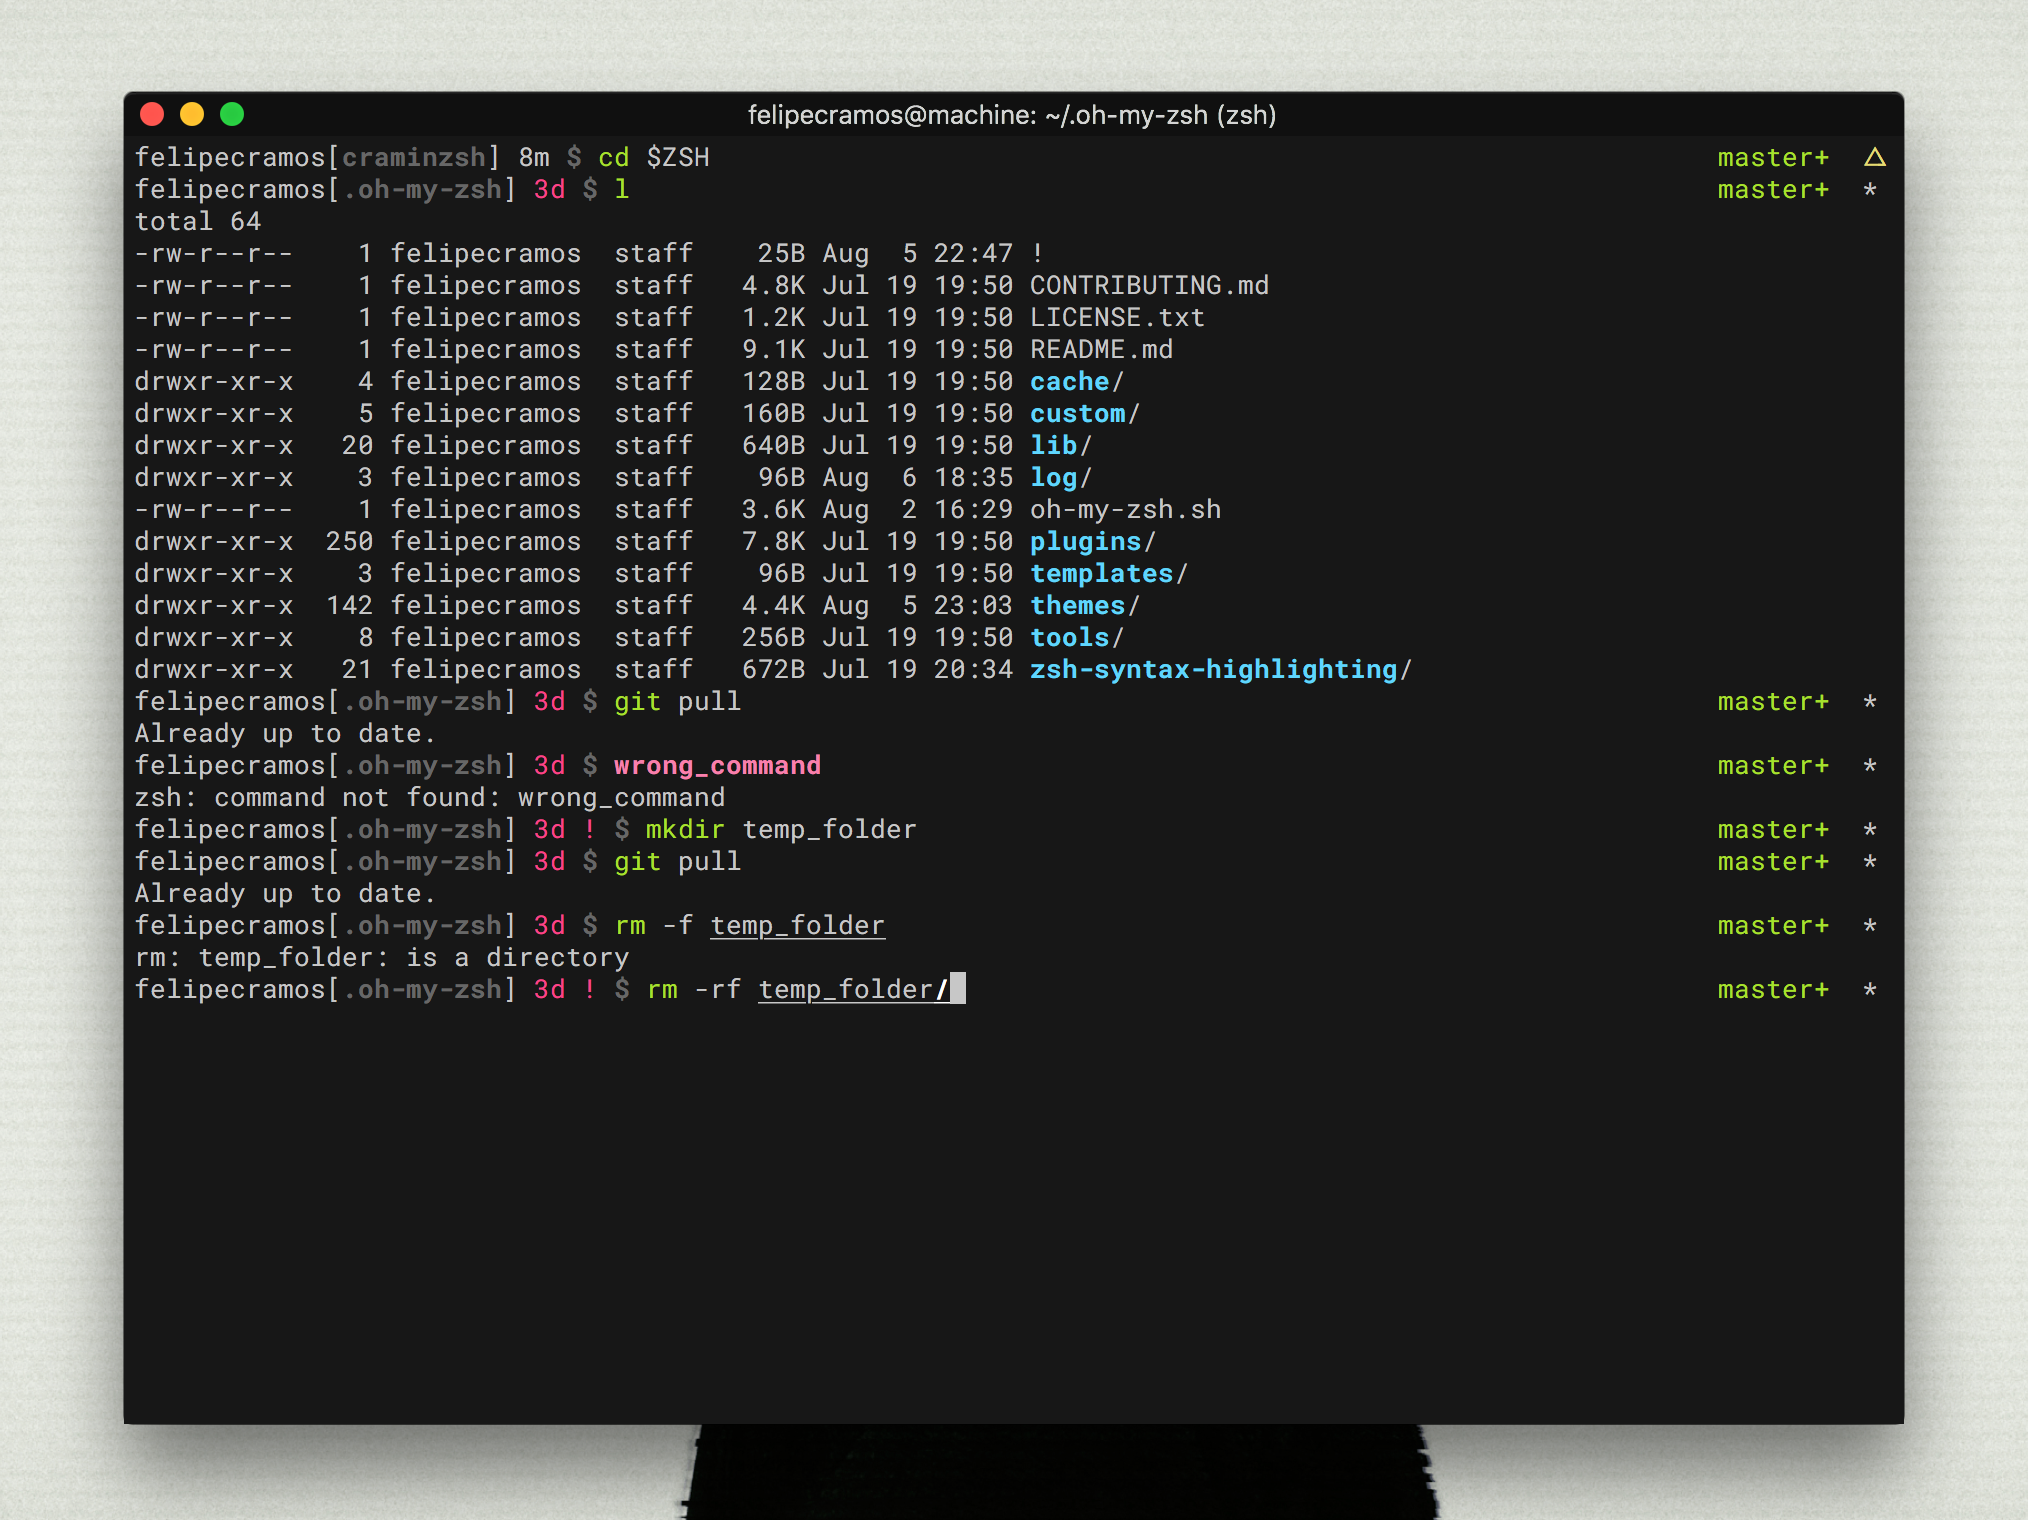 felipecramos@machine: ~/.oh-my-zsh (zsh)
felipecramos[craminzsh] 8m $ cd $ZSH master+ △
felipecramos[.oh-my-zsh] 3d $ l master+ *
total 64
-rw-r--r-- 1 felipecramos staff 25B Aug 5 22:47 !
-rw-r--r-- 1 felipecramos staff 4.8K Jul 19 19:50 CONTRIBUTING.md
-rw-r--r-- 1 felipecramos staff 1.2K Jul 19 19:50 LICENSE.txt
-rw-r--r-- 1 felipecramos staff 9.1K Jul 19 19:50 README.md
drwxr-xr-x 4 felipecramos staff 128B Jul 19 19:50 cache/
drwxr-xr-x 5 felipecramos staff 160B Jul 19 19:50 custom/
drwxr-xr-x 20 felipecramos staff 640B Jul 19 19:50 lib/
drwxr-xr-x 3 felipecramos staff 96B Aug 6 18:35 log/
-rw-r--r-- 1 felipecramos staff 3.6K Aug 2 16:29 oh-my-zsh.sh
drwxr-xr-x 250 felipecramos staff 7.8K Jul 19 19:50 plugins/
drwxr-xr-x 3 felipecramos staff 96B Jul 19 19:50 templates/
drwxr-xr-x 142 felipecramos staff 4.4K Aug 5 23:03 themes/
drwxr-xr-x 8 felipecramos staff 256B Jul 19 19:50 tools/
drwxr-xr-x 21 felipecramos staff 672B Jul 19 20:34 zsh-syntax-highlighting/
felipecramos[.oh-my-zsh] 3d $ git pull master+ *
Already up to date.
felipecramos[.oh-my-zsh] 3d $ wrong_command master+ *
zsh: command not found: wrong_command
felipecramos[.oh-my-zsh] 3d ! $ mkdir temp_folder master+ *
felipecramos[.oh-my-zsh] 3d $ git pull master+ *
Already up to date.
felipecramos[.oh-my-zsh] 3d $ rm -f temp_folder master+ *
rm: temp_folder: is a directory
felipecramos[.oh-my-zsh] 3d ! $ rm -rf temp_folder/ master+ *